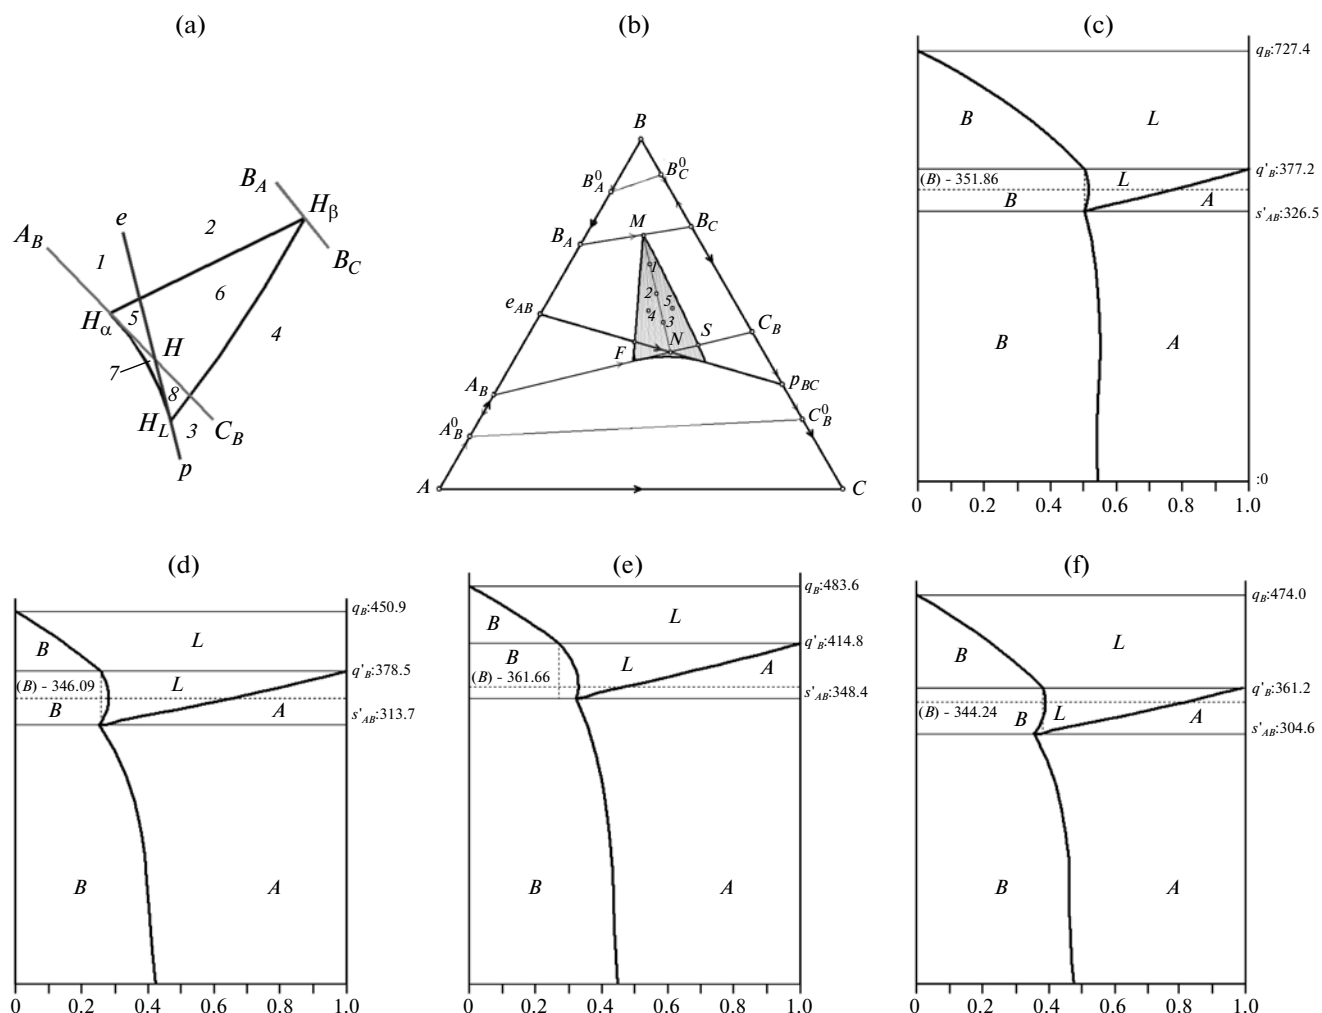 (a)
B_A
H_β
e
2
A_B
1
B_C
6
H_α
5
4
H
7
8
H_L
3
C_B
p
(b)
B
B_A^0
B_C^0
M
B_A
B_C
1
2
5
e_AB
4
3
C_B
N
S
F
p_BC
A_B
A_B^0
C_B^0
A
C
(c)
q_B:727.4
B
L
q'_B:377.2
(B) - 351.86
L
B
A
s'_AB:326.5
B
A
:0
0 0.2 0.4 0.6 0.8 1.0
(d)
q_B:450.9
B
L
q'_B:378.5
(B) - 346.09
L
B
A
s'_AB:313.7
B
A
0 0.2 0.4 0.6 0.8 1.0
(e)
q_B:483.6
B
L
q'_B:414.8
B
L
A
(B) - 361.66
s'_AB:348.4
B
A
0 0.2 0.4 0.6 0.8 1.0
(f)
q_B:474.0
B
L
q'_B:361.2
(B) - 344.24
B
L
A
s'_AB:304.6
B
A
0 0.2 0.4 0.6 0.8 1.0